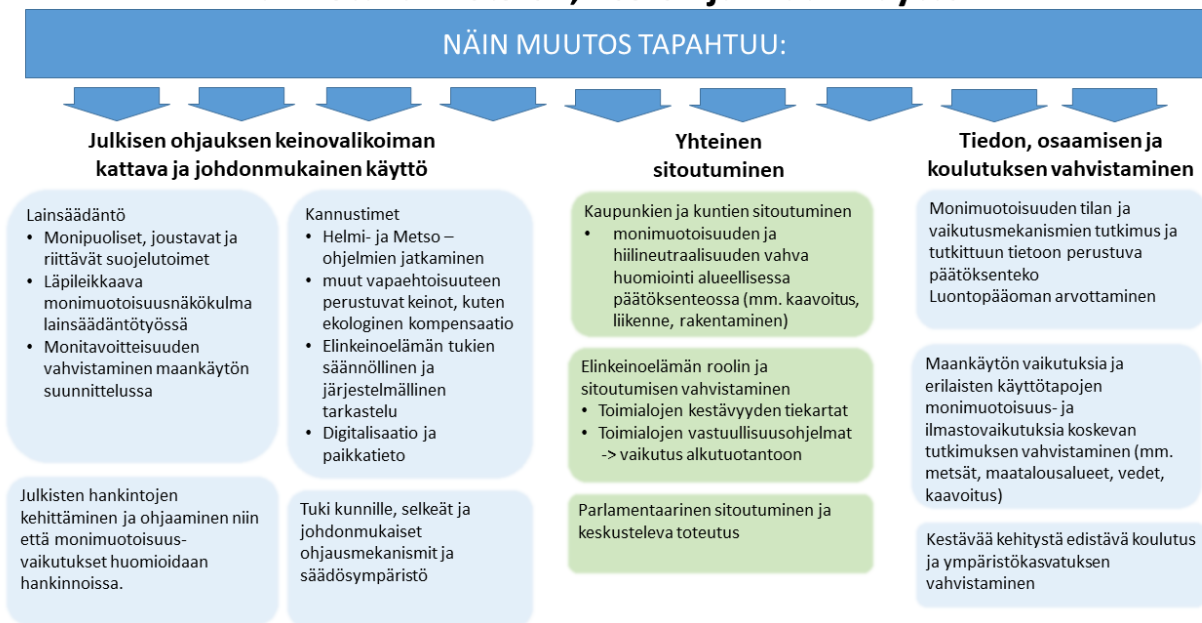 NÄIN MUUTOS TAPAHTUU:
Julkisen ohjauksen keinovalikoiman
kattava ja johdonmukainen käyttö
Lainsäädäntö
• Monipuoliset, joustavat ja
riittävät suojelutoimet
• Läpileikkaava
monimuotoisuusnäkökulma
lainsäädäntötyössä
• Monitavoitteisuuden
vahvistaminen maankäytön
suunnittelussa
Julkisten hankintojen
kehittäminen ja ohjaaminen niin
että monimuotoisuus-
vaikutukset huomioidaan
hankinnoissa.
Kannustimet
• Helmi- ja Metso –
ohjelmien jatkaminen
• muut vapaehtoisuuteen
perustuvat keinot, kuten
ekologinen kompensaatio
• Elinkeinoelämän tukien
säännöllinen ja
järjestelmällinen
tarkastelu
• Digitalisaatio ja
paikkatieto
Tuki kunnille, selkeät ja
johdonmukaiset
ohjausmekanismit ja
säädösympäristö
Yhteinen
sitoutuminen
Kaupunkien ja kuntien sitoutuminen
• monimuotoisuuden ja
hiilineutraalisuuden vahva
huomiointi alueellisessa
päätöksenteossa (mm. kaavoitus,
liikenne, rakentaminen)
Elinkeinoelämän roolin ja
sitoutumisen vahvistaminen
• Toimialojen kestävyyden tiekartat
• Toimialojen vastuullisuusohjelmat
-> vaikutus alkutuotantoon
Parlamentaarinen sitoutuminen ja
keskusteleva toteutus
Tiedon, osaamisen ja
koulutuksen vahvistaminen
Monimuotoisuuden tilan ja
vaikutusmekanismien tutkimus ja
tutkittuun tietoon perustuva
päätöksenteko
Luontopääoman arvottaminen
Maankäytön vaikutuksia ja
erilaisten käyttötapojen
monimuotoisuus- ja
ilmastovaikutuksia koskevan
tutkimuksen vahvistaminen (mm.
metsät, maatalousalueet, vedet,
kaavoitus)
Kestävää kehitystä edistävä koulutus
ja ympäristökasvatuksen
vahvistaminen